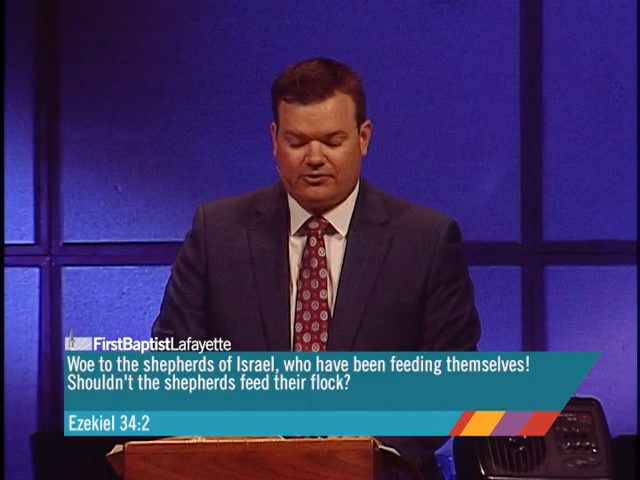 FirstBaptistLafayette
Woe to the shepherds of Israel, who have been feeding themselves!
Shouldn't the shepherds feed their flock?
Ezekiel 34:2